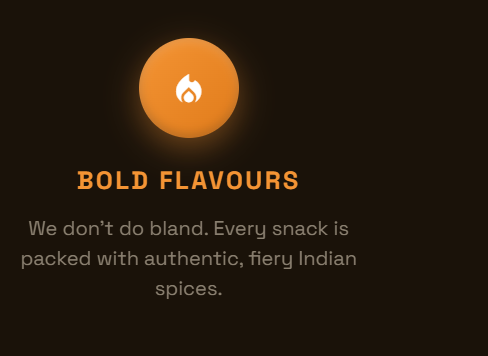 BOLD FLAVOURS
We don't do bland. Every snack is
packed with authentic, fiery Indian
spices.